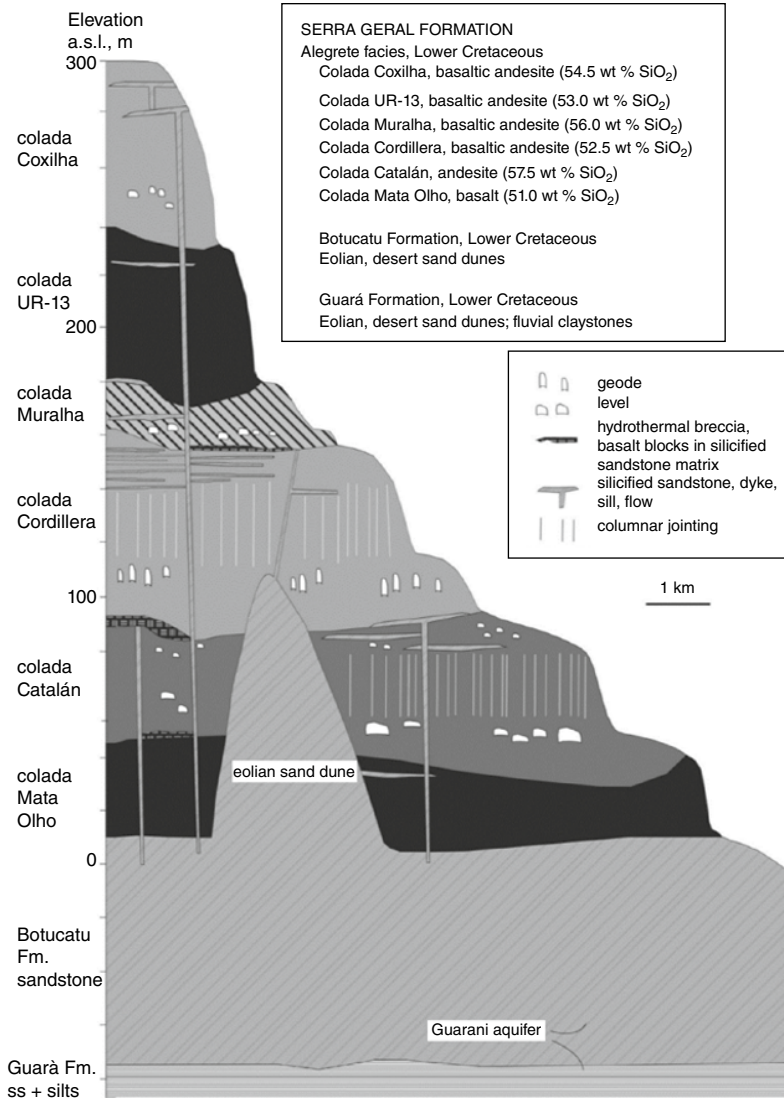 Elevation
a.s.l., m
300
colada
Coxilha
colada
UR-13
200
colada
Muralha
colada
Cordillera
100
colada
Catalán
colada
Mata
Olho
0
Botucatu
Fm.
sandstone
Guarà Fm.
ss + silts
SERRA GERAL FORMATION
Alegrete facies, Lower Cretaceous
Colada Coxilha, basaltic andesite (54.5 wt % SiO₂)
Colada UR-13, basaltic andesite (53.0 wt % SiO₂)
Colada Muralha, basaltic andesite (56.0 wt % SiO₂)
Colada Cordillera, basaltic andesite (52.5 wt % SiO₂)
Colada Catalán, andesite (57.5 wt % SiO₂)
Colada Mata Olho, basalt (51.0 wt % SiO₂)
Botucatu Formation, Lower Cretaceous
Eolian, desert sand dunes
Guará Formation, Lower Cretaceous
Eolian, desert sand dunes; fluvial claystones
geode
level
hydrothermal breccia,
basalt blocks in silicified
sandstone matrix
silicified sandstone, dyke,
sill, flow
columnar jointing
1 km
eolian sand dune
Guarani aquifer